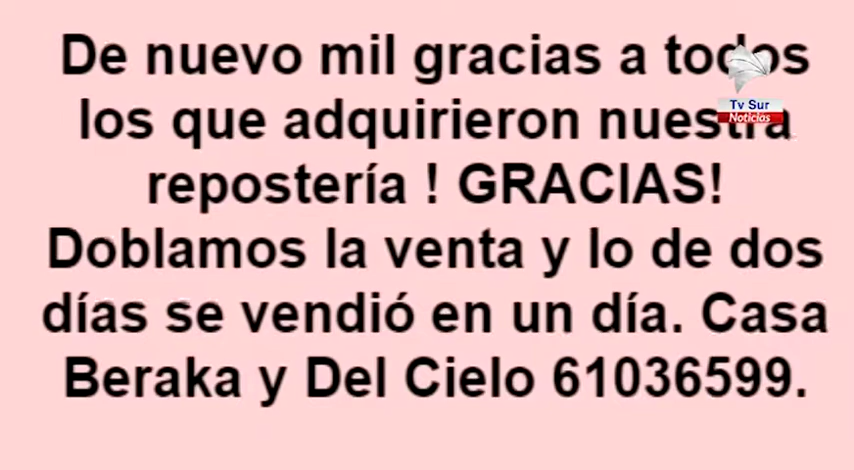 De nuevo mil gracias a todos
los que adquirieron nuestra
repostería ! GRACIAS!
Doblamos la venta y lo de dos
días se vendió en un día. Casa
Beraka y Del Cielo 61036599.
Tv Sur
Noticias